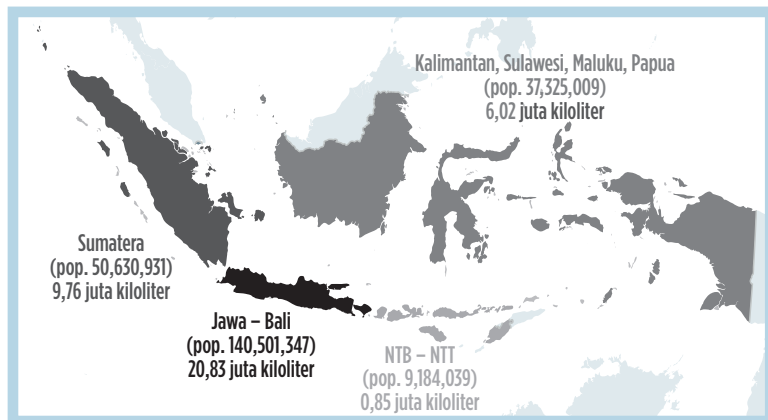 Kalimantan, Sulawesi, Maluku, Papua
(pop. 37,325,009)
6,02 juta kiloliter
Sumatera
(pop. 50,630,931)
9,76 juta kiloliter
Jawa – Bali
(pop. 140,501,347)
20,83 juta kiloliter
NTB – NTT
(pop. 9,184,039)
0,85 juta kiloliter